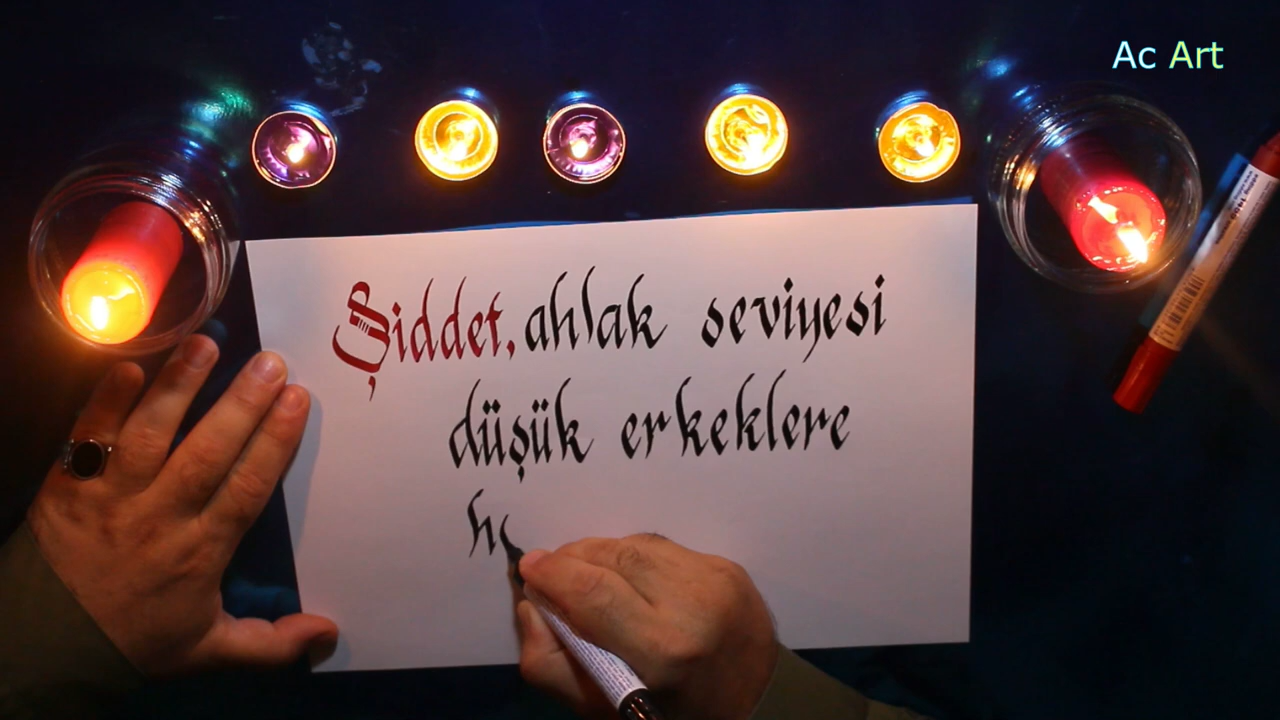 Ac Art
Şiddet, ahlak seviyesi
düşük erkeklere
h